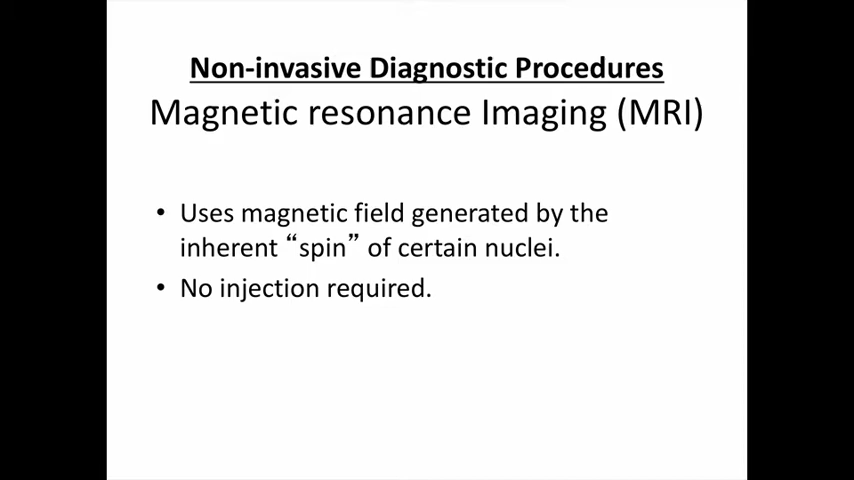 Non-invasive Diagnostic Procedures
Magnetic resonance Imaging (MRI)
• Uses magnetic field generated by the
inherent “spin” of certain nuclei.
• No injection required.